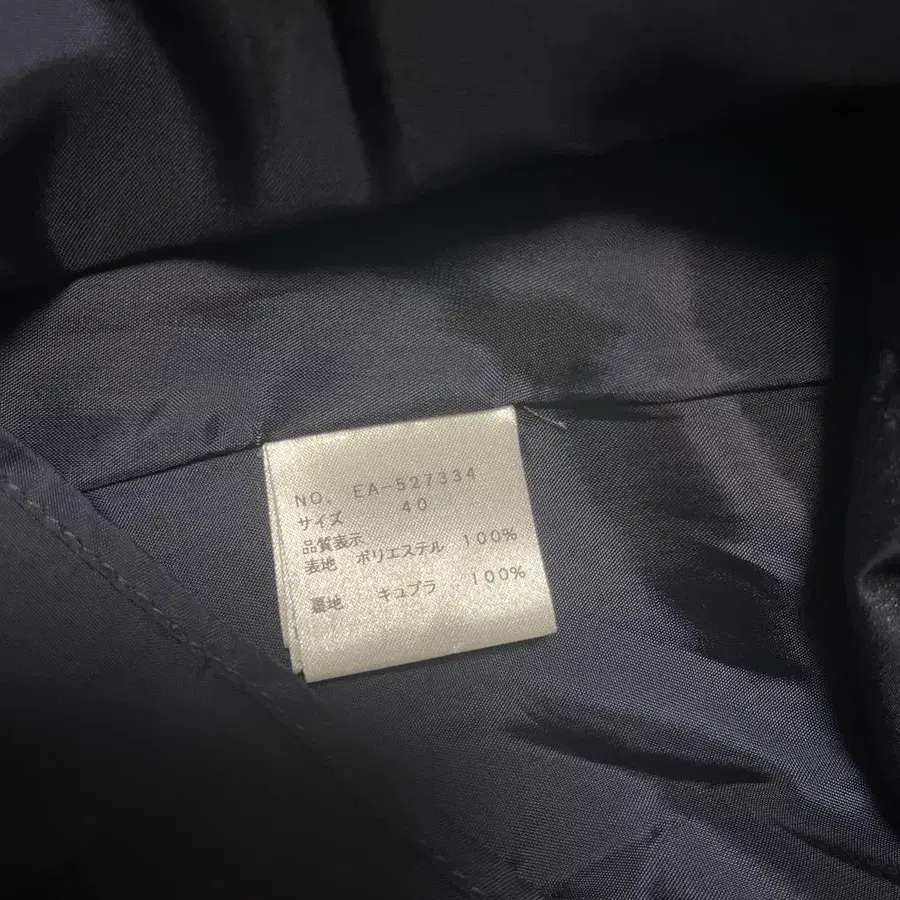 NO. EA-527334
サイズ 40
品質表示
表地 ポリエステル 100%
裏地 キュプラ 100%